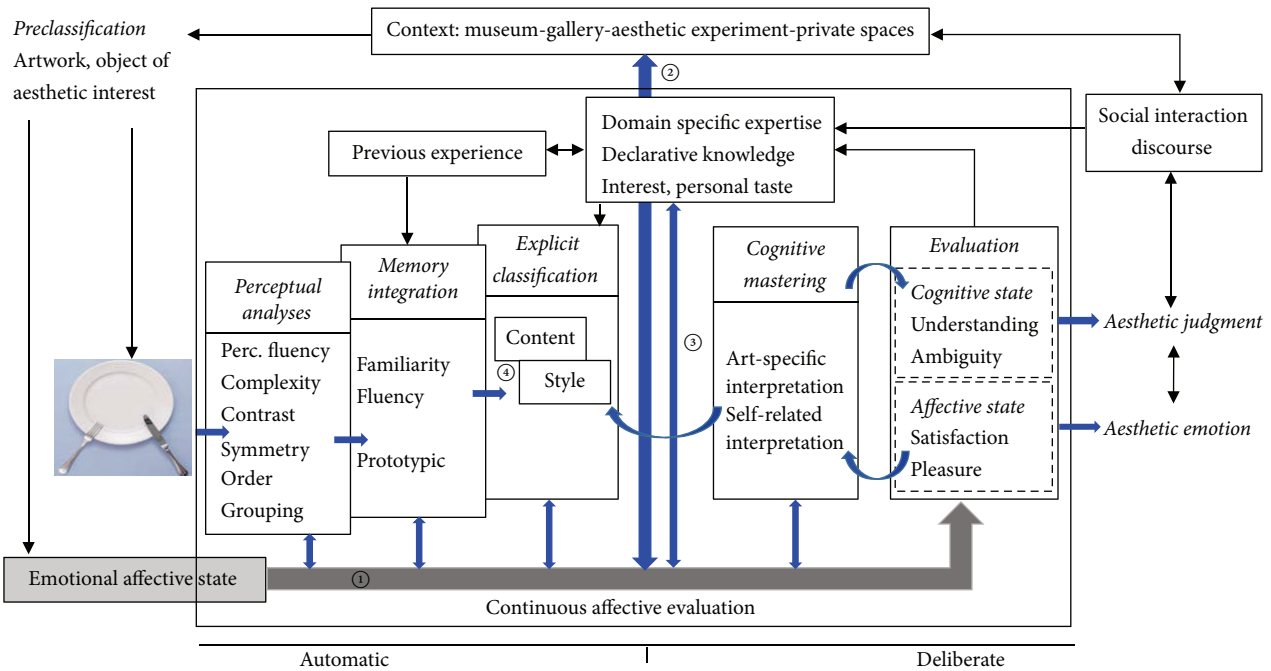 Preclassification
Artwork, object of
aesthetic interest
Context: museum-gallery-aesthetic experiment-private spaces
②
Social interaction
discourse
Domain specific expertise
Declarative knowledge
Interest, personal taste
Previous experience
Perceptual
analyses
Perc. fluency
Complexity
Contrast
Symmetry
Order
Grouping
Memory
integration
Familiarity
Fluency
Prototypic
Explicit
classification
Content
④
Style
③
Cognitive
mastering
Art-specific
interpretation
Self-related
interpretation
Evaluation
Cognitive state
Understanding
Ambiguity
Affective state
Satisfaction
Pleasure
Aesthetic judgment
Aesthetic emotion
Emotional affective state
①
Continuous affective evaluation
Automatic
Deliberate